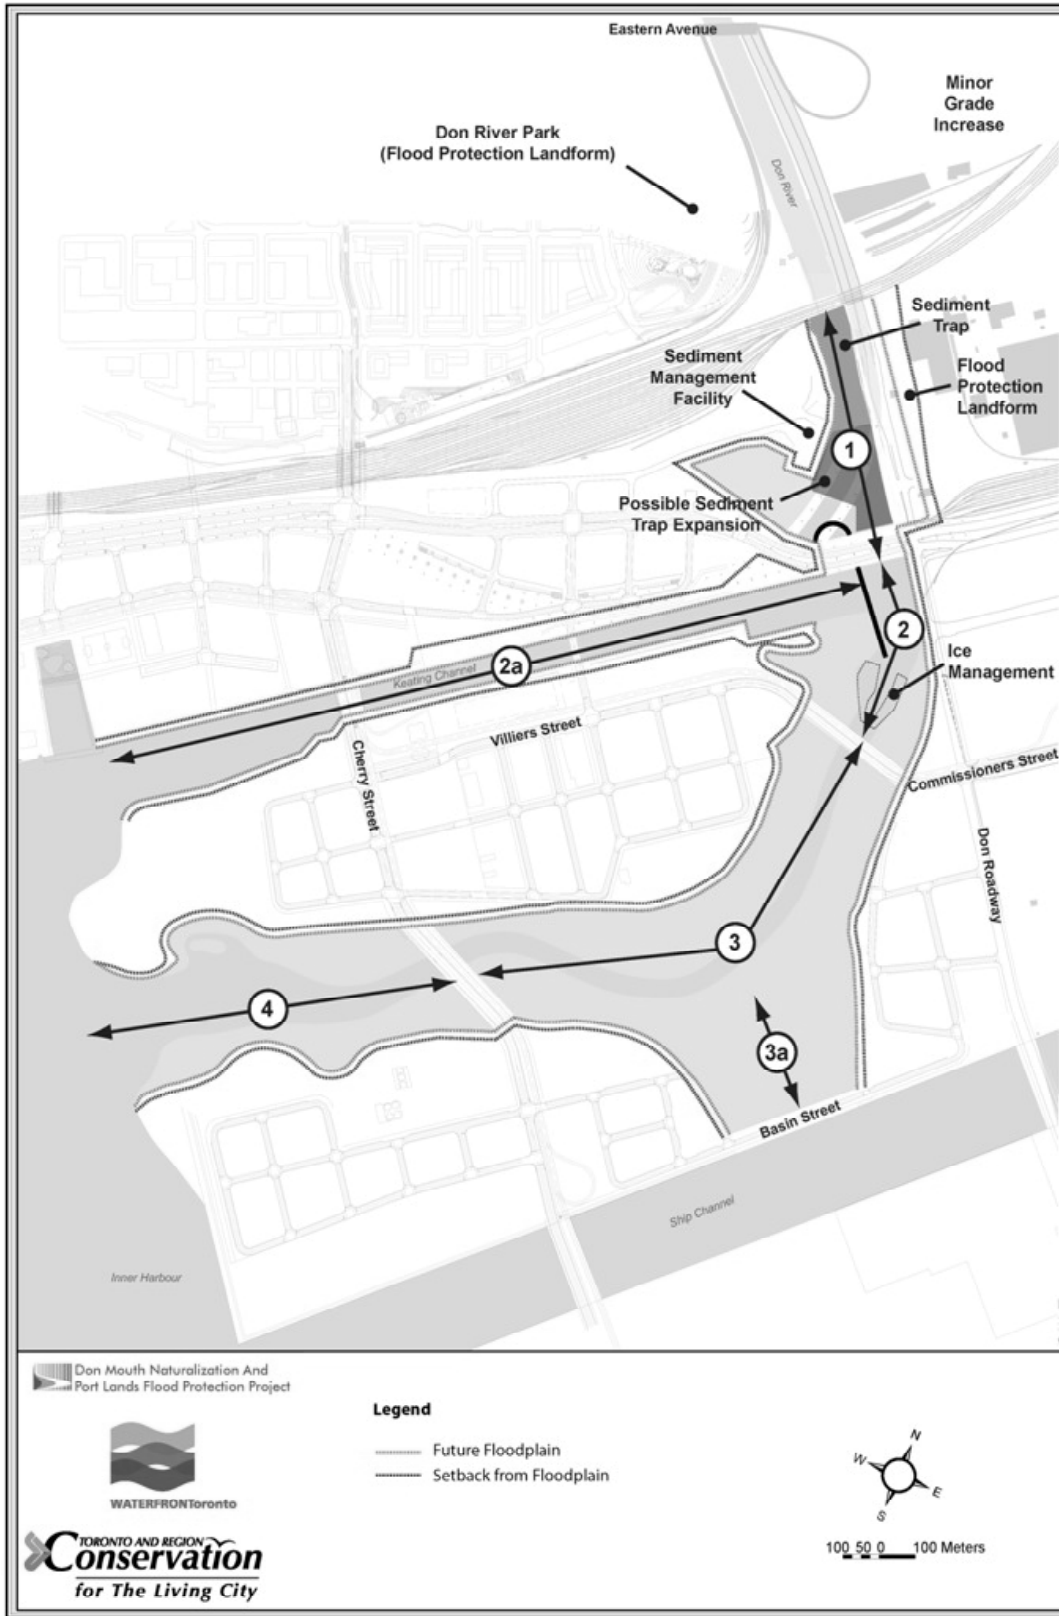 Eastern Avenue
Minor
Grade
Increase
Don River Park
(Flood Protection Landform)
Don River
Sediment
Trap
Sediment
Management
Facility
Flood
Protection
Landform
1
Possible Sediment
Trap Expansion
2
Ice
Management
2a
Keating Channel
Villiers Street
Cherry Street
Commissioners Street
Don Roadway
3
4
3a
Basin Street
Ship Channel
Inner Harbour
Don Mouth Naturalization And
Port Lands Flood Protection Project
Legend
Future Floodplain
Setback from Floodplain
WATERFRONToronto
TORONTO AND REGION
Conservation
for The Living City
N
W
E
S
100 50 0 100 Meters